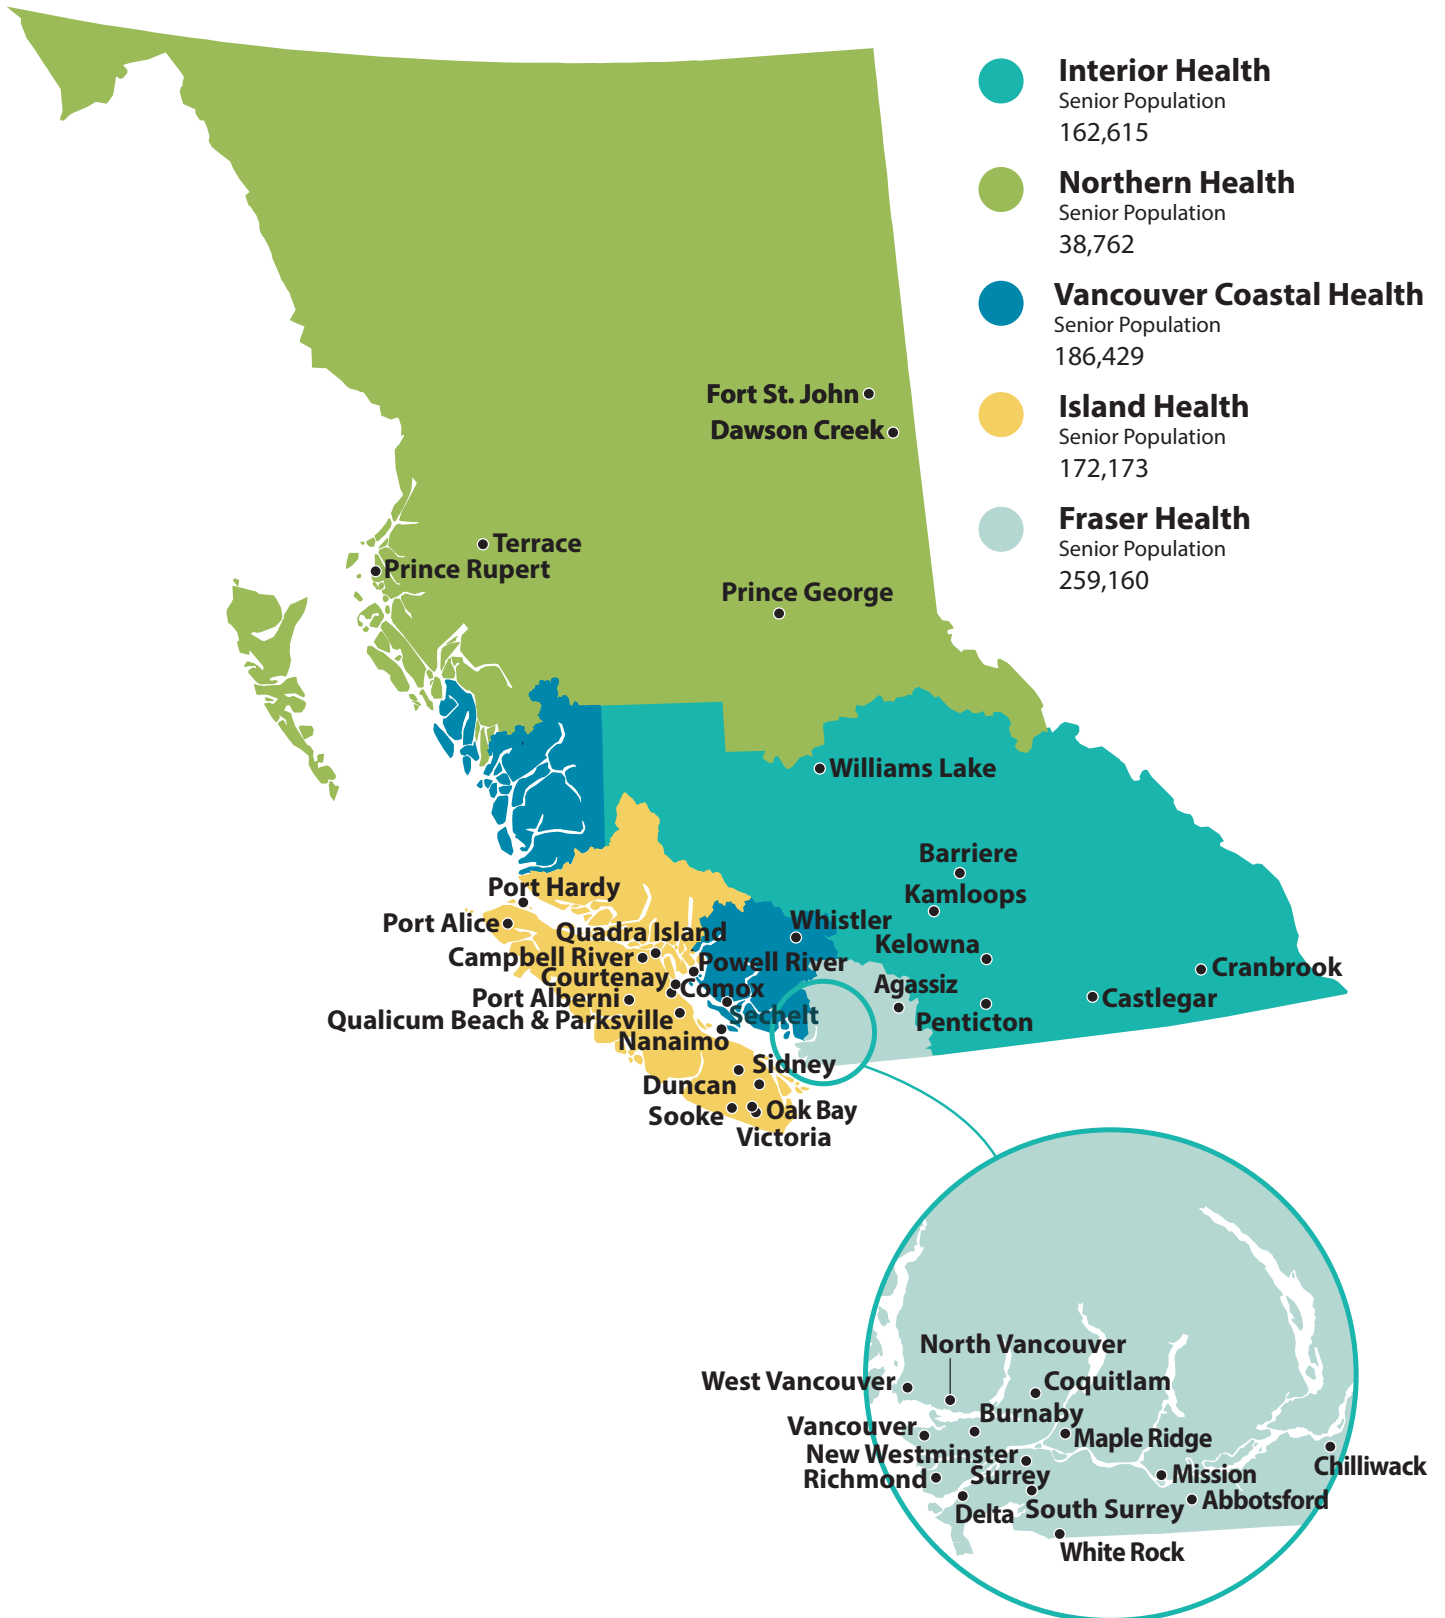 Interior Health
Senior Population
162,615
Northern Health
Senior Population
38,762
Vancouver Coastal Health
Senior Population
186,429
Island Health
Senior Population
172,173
Fraser Health
Senior Population
259,160
Fort St. John
Dawson Creek
Terrace
Prince Rupert
Prince George
Williams Lake
Barriere
Kamloops
Port Hardy
Port Alice
Whistler
Quadra Island
Kelowna
Campbell River
Powell River
Cranbrook
Courtenay
Comox
Agassiz
Port Alberni
Castlegar
Qualicum Beach & Parksville
Sechelt
Penticton
Nanaimo
Sidney
Duncan
Sooke
Oak Bay
Victoria
North Vancouver
West Vancouver
Coquitlam
Burnaby
Vancouver
Maple Ridge
New Westminster
Richmond
Surrey
Mission
Chilliwack
Abbotsford
Delta
South Surrey
White Rock